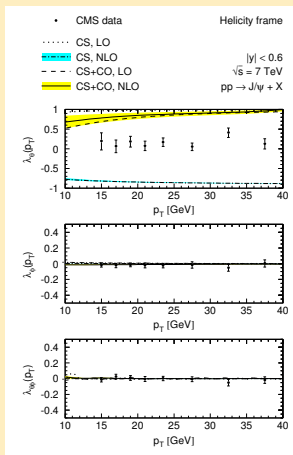 CMS data Helicity frame
CS, LO
CS, NLO |y| < 0.6
CS+CO, LO √s = 7 TeV
CS+CO, NLO pp → J/ψ + X
λθ(pT)
1
0.5
0
-0.5
-1
10 15 20 25 30 35 40
pT [GeV]
λφ(pT)
0.4
0.2
0
-0.2
-0.4
10 15 20 25 30 35 40
pT [GeV]
λθφ(pT)
0.4
0.2
0
-0.2
-0.4
10 15 20 25 30 35 40
pT [GeV]